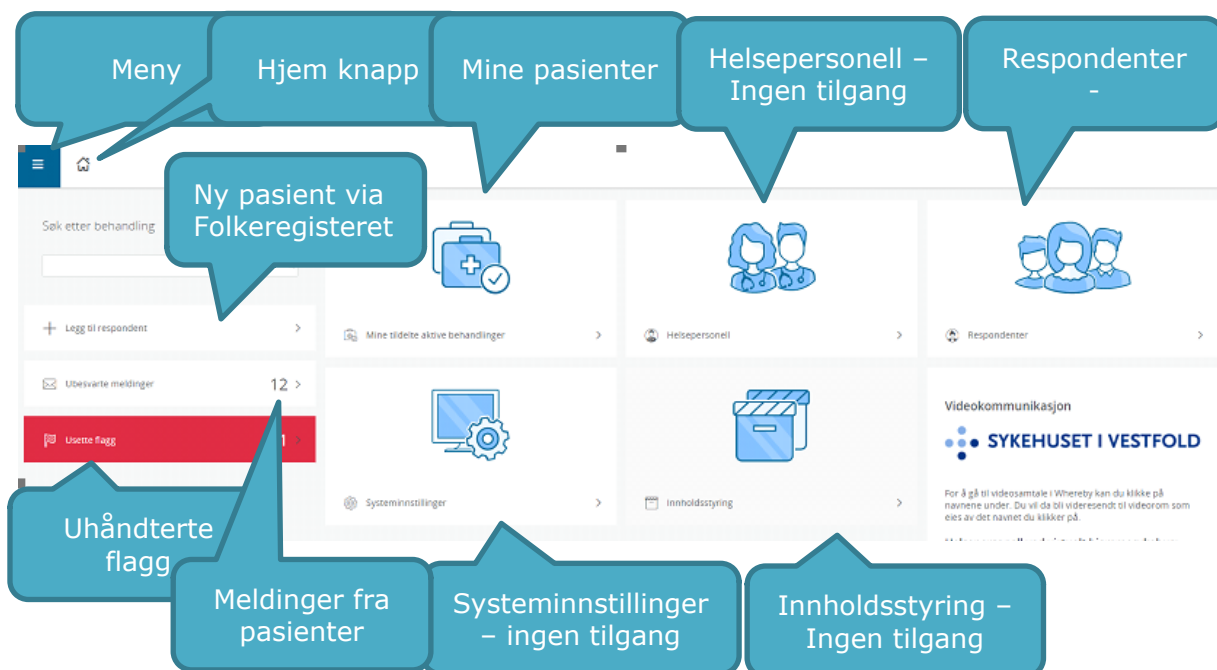 Meny
Hjem knapp
Mine pasienter
Helsepersonell –
Ingen tilgang
Respondenter
-
Ny pasient via
Folkeregisteret
Søk etter behandling
Legg til respondent
Mine tildelte aktive behandlinger
Helsepersonell
Respondenter
Ubesvarte meldinger
12
Usette flagg
1
Videokommunikasjon
SYKEHUSET I VESTFOLD
Systeminnstillinger
Innholdsstyring
For å gå til videosamtale i Whereby kan du klikke på
navnene under. Du vil da bli videresendt til videorom som
eies av det navnet du klikker på.
Uhåndterte
flagg
Meldinger fra
pasienter
Systeminnstillinger
– ingen tilgang
Innholdsstyring –
Ingen tilgang